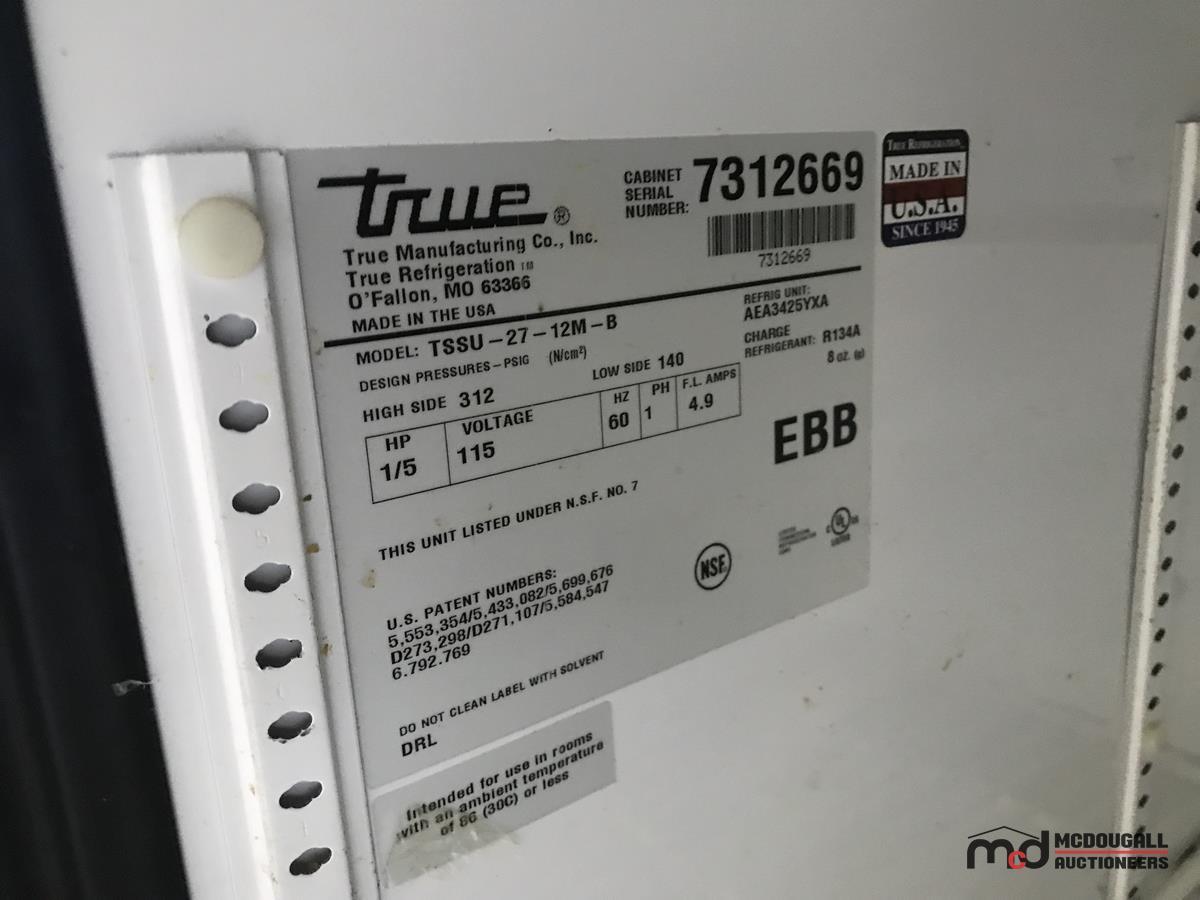 true®
True Manufacturing Co., Inc.
True Refrigeration TM
O'Fallon, MO 63366
MADE IN THE USA
CABINET
SERIAL
NUMBER: 7312669
7312669
TRUE REFRIGERATION
MADE IN
U.S.A.
SINCE 1945
MODEL: TSSU-27-12M-B
DESIGN PRESSURES-PSIG (N/cm²)
HIGH SIDE 312 LOW SIDE 140
REFRIG UNIT:
AEA3425YXA
CHARGE
REFRIGERANT: R134A
8 oz.
HP VOLTAGE HZ PH F.L. AMPS
1/5 115 60 1 4.9
EBB
THIS UNIT LISTED UNDER N.S.F. NO. 7
U.S. PATENT NUMBERS:
5,553,354/5,433,082/5,699,676
D273,298/D271,107/5,584,547
6.792.769
NSF
UL
DO NOT CLEAN LABEL WITH SOLVENT
DRL
Intended for use in rooms
with an ambient temperature
of 86 (30C) or less
mcd MCDOUGALL
AUCTIONEERS